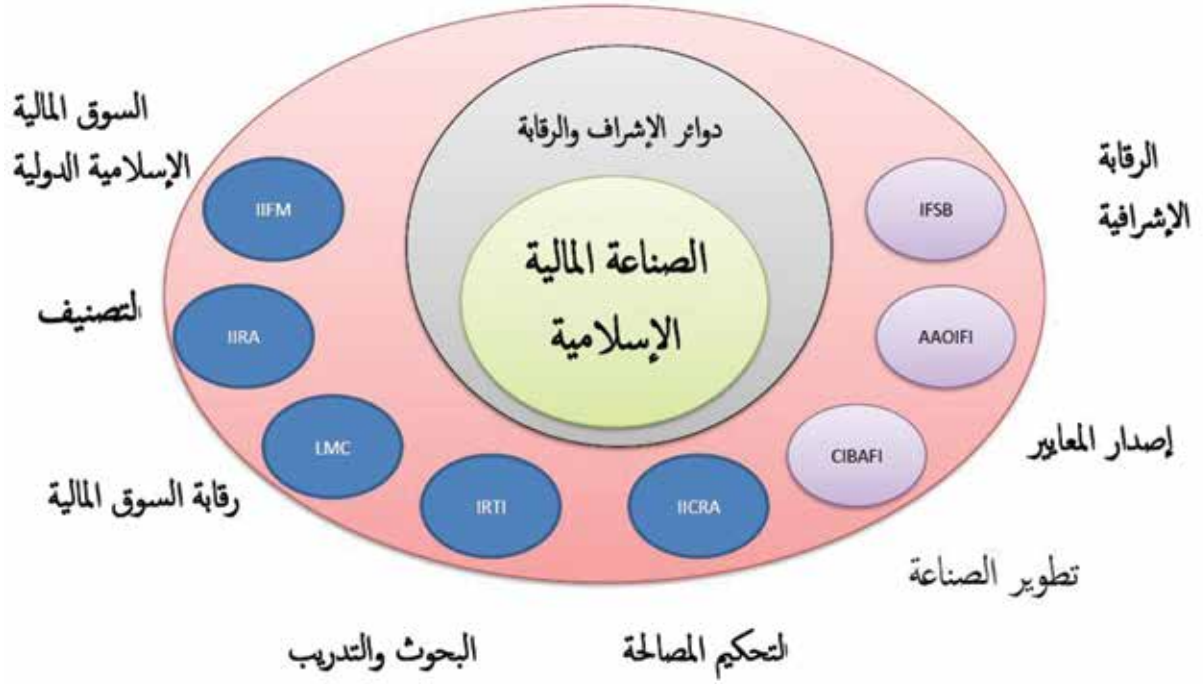 دوائر الإشراف والرقابة
الصناعة المالية
الإسلامية
الرقابة
الإشرافية
IFSB
AAOIFI
إصدار المعايير
CIBAFI
تطوير الصناعة
IICRA
التحكيم المصالحة
IRTI
البحوث والتدريب
LMC
رقابة السوق المالية
IIRA
التصنيف
IIFM
السوق المالية
الإسلامية الدولية